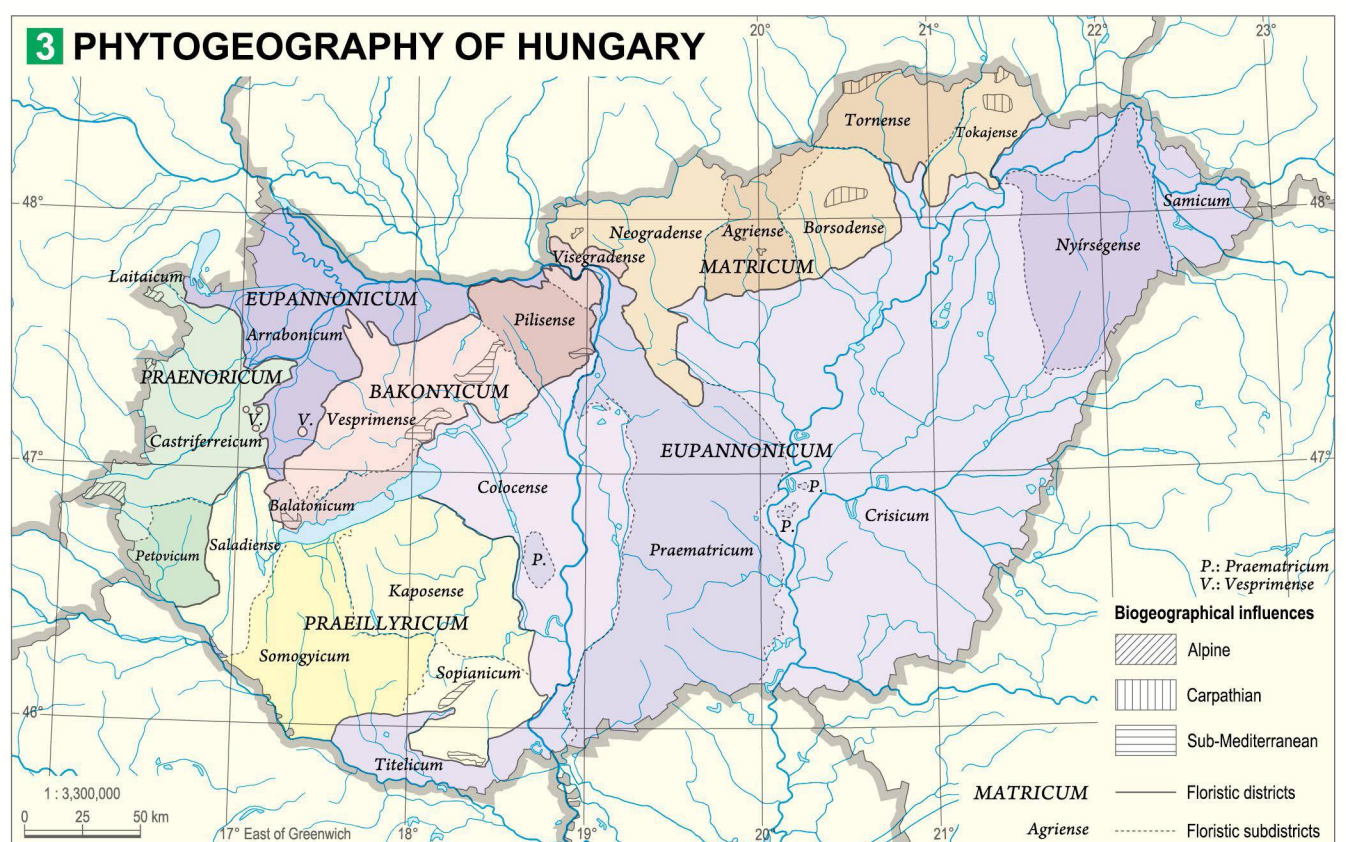 3 PHYTOGEOGRAPHY OF HUNGARY
20°
21°
22°
23°
Tornense
Tokajense
48°
48°
Samicum
Neogradense
Agriense
Borsodense
Nyírségense
Visegradense
MATRICUM
Laitaicum
EUPANNONICUM
Arrabonicum
Pilisense
PRAENORICUM
BAKONYICUM
V.
V.
Vesprimense
Castriferreicum
EUPANNONICUM
47°
47°
Colocense
P.
Balatonicum
Crisicum
P.
Saladiense
Petovicum
Praematricum
P.
P.: Praematricum
V.: Vesprimense
Kaposense
PRAEILLYRICUM
Somogyicum
Sopianicum
46°
Titelicum
Biogeographical influences
Alpine
Carpathian
Sub-Mediterranean
MATRICUM
Floristic districts
Agriense
Floristic subdistricts
1 : 3,300,000
0 25 50 km
17° East of Greenwich
18°
19°
20°
21°